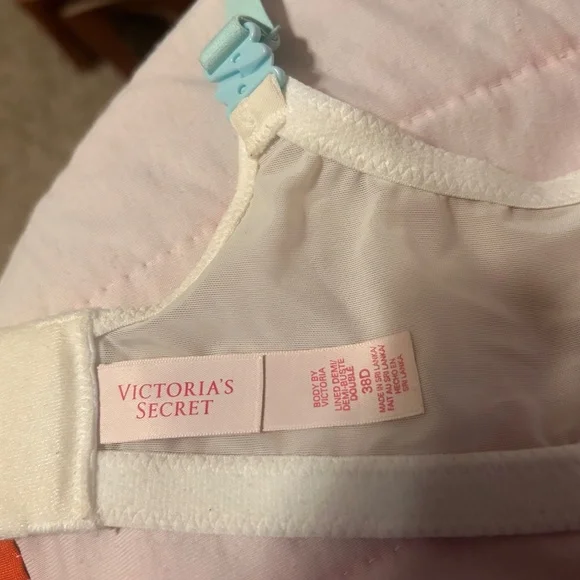 VICTORIA'S
SECRET
BODY BY
VICTORIA
LINED DEMI/
DEMI-BUSTE
DOUBLÉ
38D
MADE IN SRI LANKA/
FAIT AU SRI LANKA/
HECHO EN
SRI LANKA